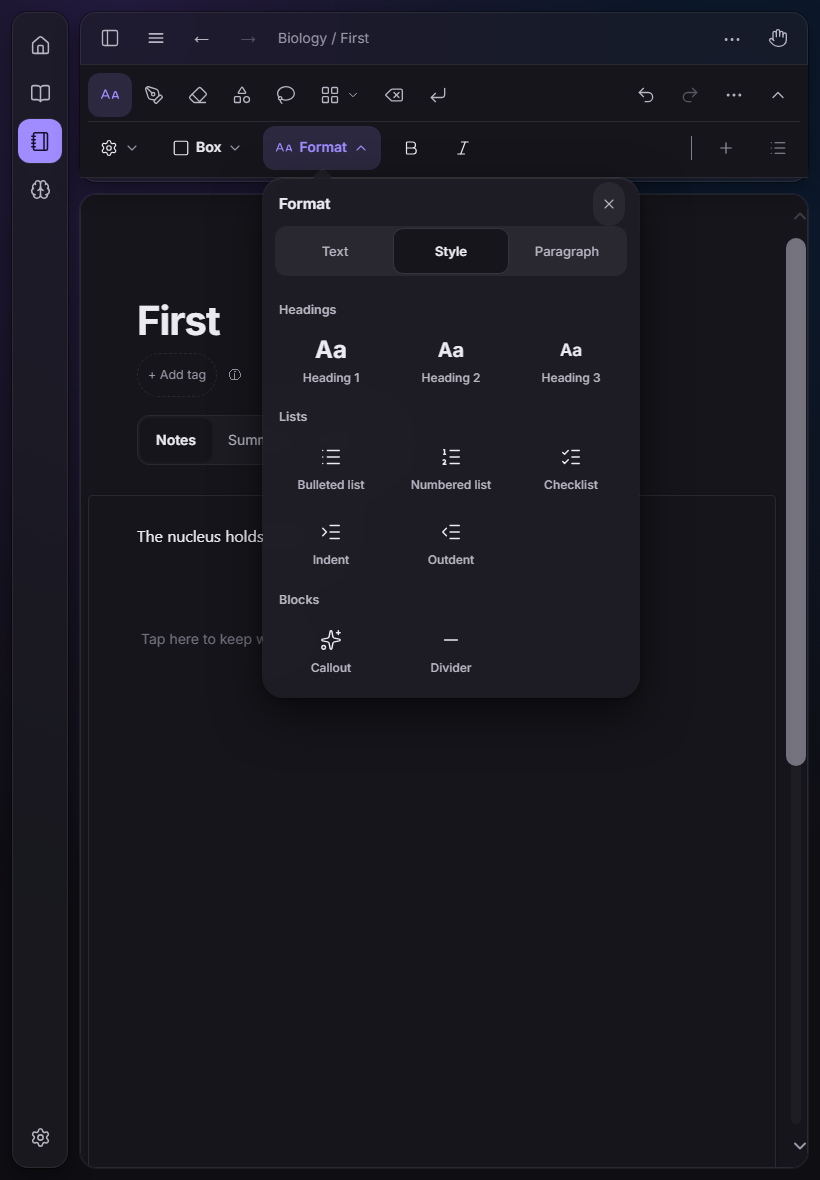 Biology / First
AA
Box
AA Format
B I
Format
Text Style Paragraph
Headings
Aa Aa Aa
Heading 1 Heading 2 Heading 3
First
+ Add tag
Lists
Notes Summ
Bulleted list Numbered list Checklist
The nucleus holds
Indent Outdent
Blocks
Tap here to keep w
Callout Divider